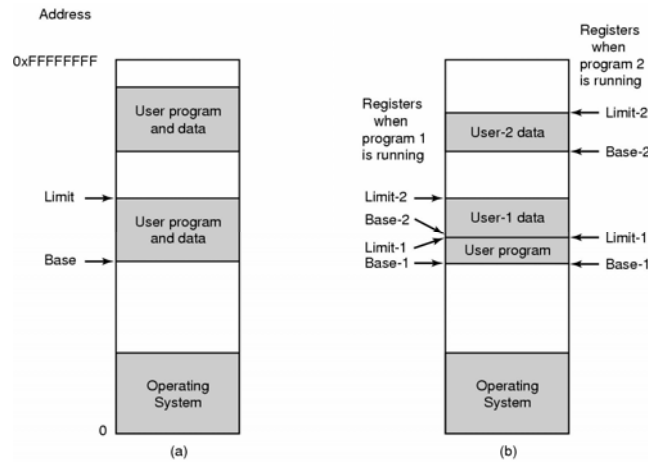 Address
0xFFFFFFFF
User program
and data
Limit
User program
and data
Base
Operating
System
0
(a)
Registers
when
program 1
is running
Limit-2
Base-2
Limit-1
Base-1
User-2 data
User-1 data
User program
Operating
System
(b)
Registers
when
program 2
is running
Limit-2
Base-2
Limit-1
Base-1